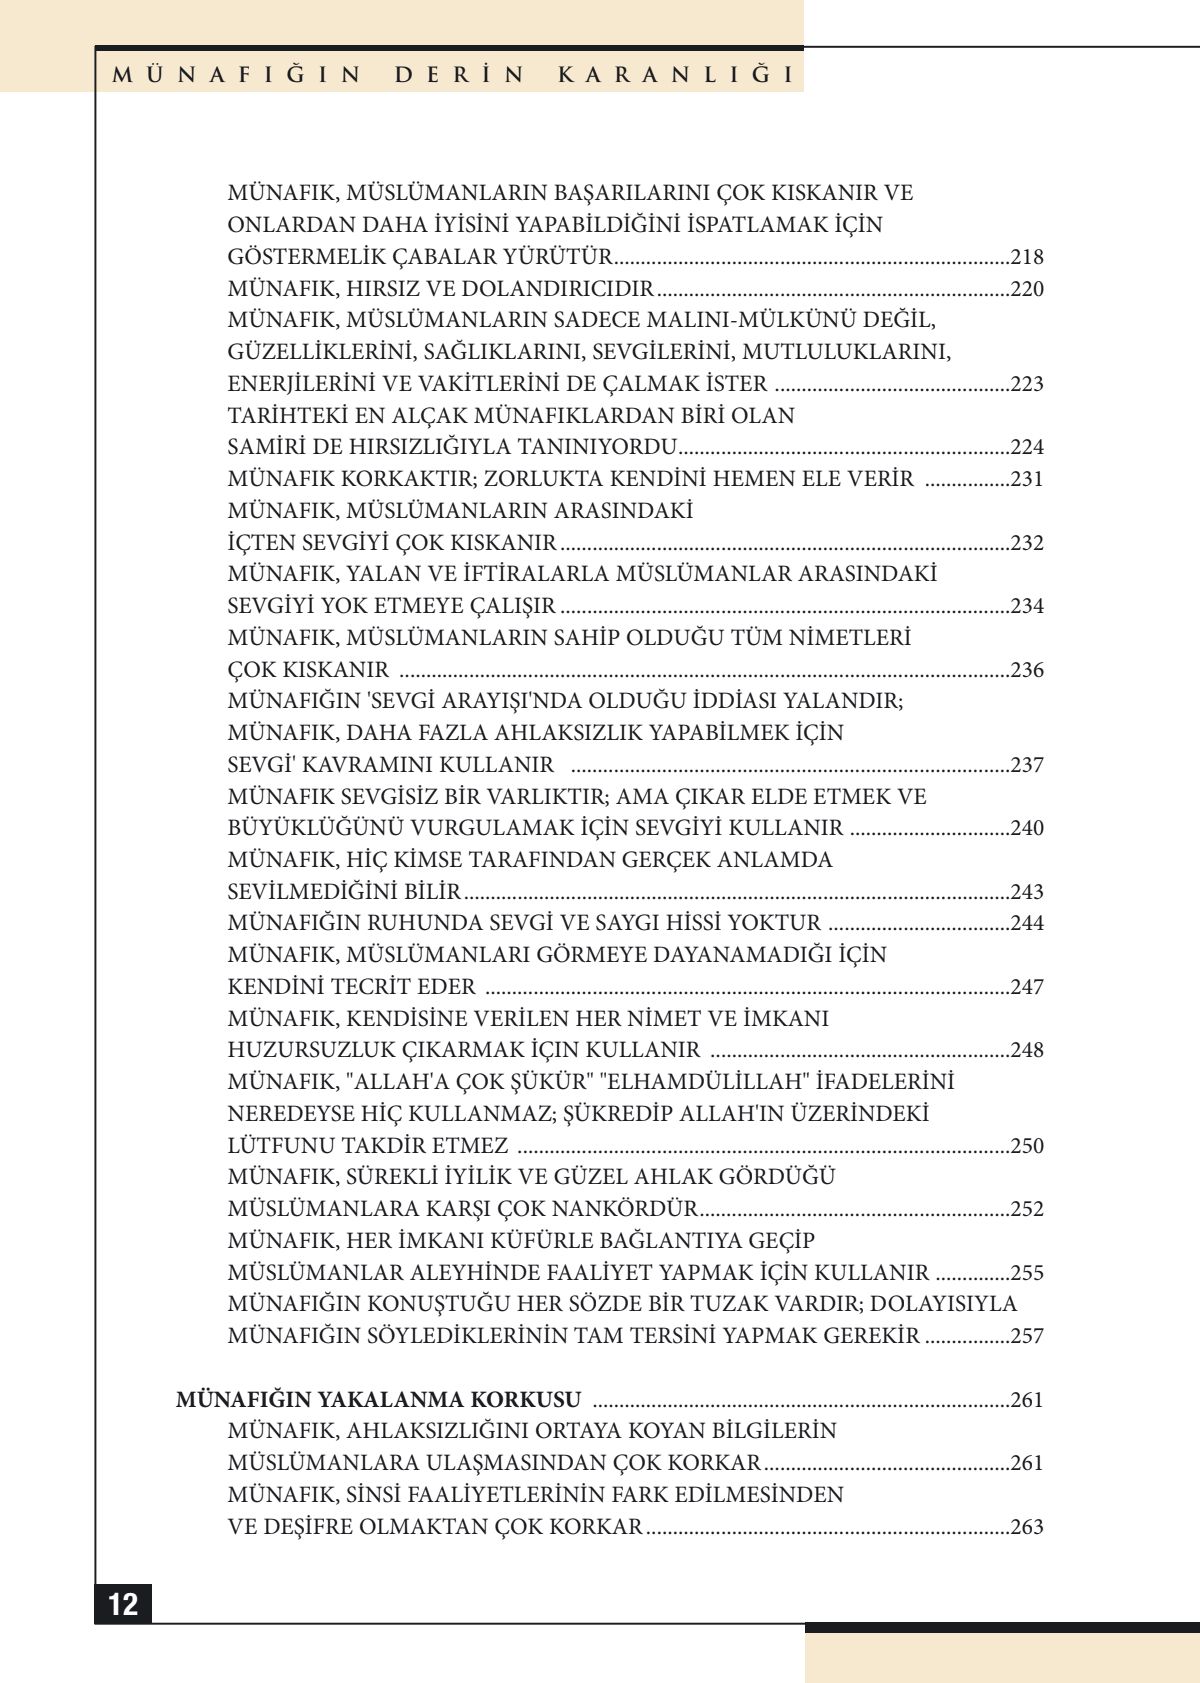 MÜNAFIĞIN DERİN KARANLIĞI
MÜNAFIK, MÜSLÜMANLARIN BAŞARILARINI ÇOK KISKANIR VE
ONLARDAN DAHA İYİSİNİ YAPABİLDİĞİNİ İSPATLAMAK İÇİN
GÖSTERMELİK ÇABALAR YÜRÜTÜR..........................................................................218
MÜNAFIK, HIRSIZ VE DOLANDIRICIDIR..................................................................220
MÜNAFIK, MÜSLÜMANLARIN SADECE MALINI-MÜLKÜNÜ DEĞİL,
GÜZELLİKLERİNİ, SAĞLIKLARINI, SEVGİLERİNİ, MUTLULUKLARINI,
ENERJİLERİNİ VE VAKİTLERİNİ DE ÇALMAK İSTER ............................................223
TARİHTEKİ EN ALÇAK MÜNAFIKLARDAN BİRİ OLAN
SAMİRİ DE HIRSIZLIĞIYLA TANINIYORDU..............................................................224
MÜNAFIK KORKAKTIR; ZORLUKTA KENDİNİ HEMEN ELE VERİR ................231
MÜNAFIK, MÜSLÜMANLARIN ARASINDAKİ
İÇTEN SEVGİYİ ÇOK KISKANIR....................................................................................232
MÜNAFIK, YALAN VE İFTİRALARLA MÜSLÜMANLAR ARASINDAKİ
SEVGİYİ YOK ETMEYE ÇALIŞIR....................................................................................234
MÜNAFIK, MÜSLÜMANLARIN SAHİP OLDUĞU TÜM NİMETLERİ
ÇOK KISKANIR ..................................................................................................................236
MÜNAFIĞIN 'SEVGİ ARAYIŞI'NDA OLDUĞU İDDİASI YALANDIR;
MÜNAFIK, DAHA FAZLA AHLAKSIZLIK YAPABİLMEK İÇİN
SEVGİ' KAVRAMINI KULLANIR ..................................................................................237
MÜNAFIK SEVGİSİZ BİR VARLIKTIR; AMA ÇIKAR ELDE ETMEK VE
BÜYÜKLÜĞÜNÜ VURGULAMAK İÇİN SEVGİYİ KULLANIR ..............................240
MÜNAFIK, HİÇ KİMSE TARAFINDAN GERÇEK ANLAMDA
SEVİLMEDİĞİNİ BİLİR......................................................................................................243
MÜNAFIĞIN RUHUNDA SEVGİ VE SAYGI HİSSİ YOKTUR ..................................244
MÜNAFIK, MÜSLÜMANLARI GÖRMEYE DAYANAMADIĞI İÇİN
KENDİNİ TECRİT EDER ..................................................................................................247
MÜNAFIK, KENDİSİNE VERİLEN HER NİMET VE İMKANI
HUZURSUZLUK ÇIKARMAK İÇIN KULLANIR ........................................................248
MÜNAFIK, "ALLAH'A ÇOK ŞÜKÜR" "ELHAMDÜLİLLAH" İFADELERİNİ
NEREDEYSE HİÇ KULLANMAZ; ŞÜKREDİP ALLAH'IN ÜZERİNDEKİ
LÜTFUNU TAKDİR ETMEZ ............................................................................................250
MÜNAFIK, SÜREKLİ İYİLİK VE GÜZEL AHLAK GÖRDÜĞÜ
MÜSLÜMANLARA KARŞI ÇOK NANKÖRDÜR..........................................................252
MÜNAFIK, HER İMKANI KÜFÜRLE BAĞLANTIYA GEÇİP
MÜSLÜMANLAR ALEYHİNDE FAALİYET YAPMAK İÇİN KULLANIR ..............255
MÜNAFIĞIN KONUŞTUĞU HER SÖZDE BİR TUZAK VARDIR; DOLAYISIYLA
MÜNAFIĞIN SÖYLEDİKLERİNİN TAM TERSİNİ YAPMAK GEREKİR ................257
MÜNAFIĞIN YAKALANMA KORKUSU ..............................................................................261
MÜNAFIK, AHLAKSIZLIĞINI ORTAYA KOYAN BİLGİLERİN
MÜSLÜMANLARA ULAŞMASINDAN ÇOK KORKAR..............................................261
MÜNAFIK, SİNSİ FAALİYETLERİNİN FARK EDİLMESİNDEN
VE DEŞİFRE OLMAKTAN ÇOK KORKAR....................................................................263
12